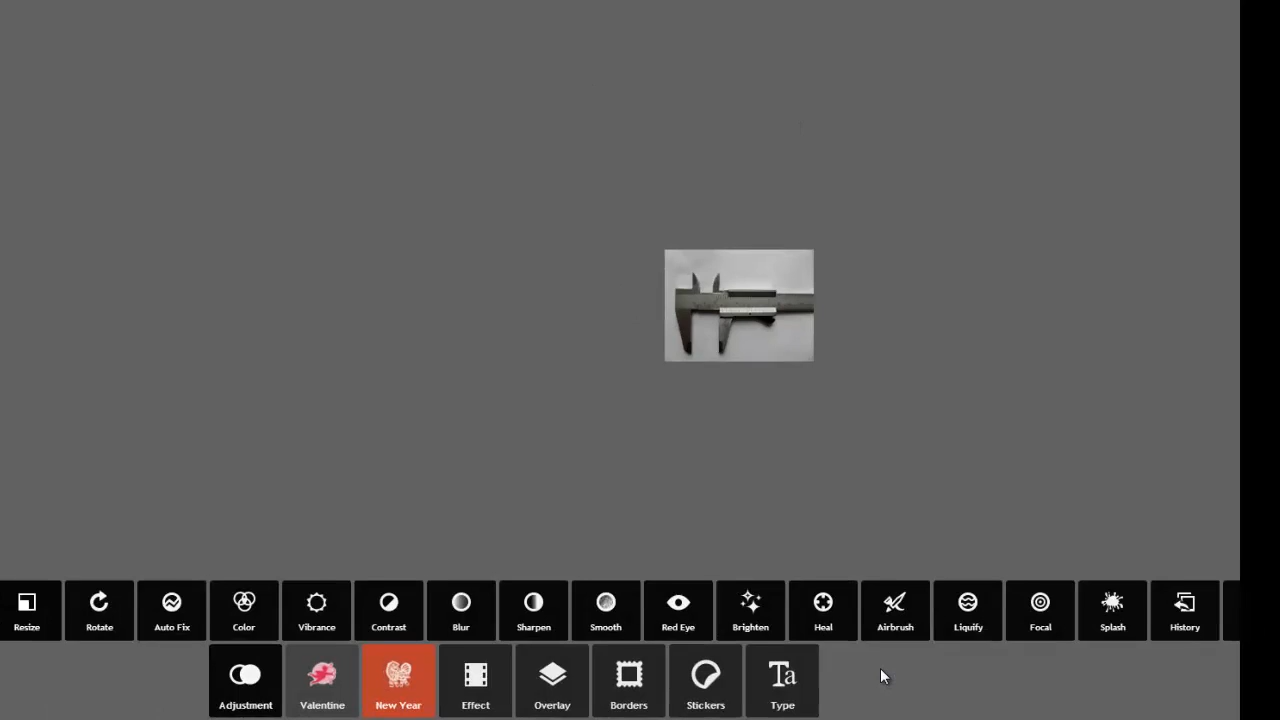 Resize Rotate Auto Fix Color Vibrance Contrast Blur Sharpen Smooth Red Eye Brighten Heal Airbrush Liquify Focal Splash History
Adjustment Valentine New Year Effect Overlay Borders Stickers Ta Type